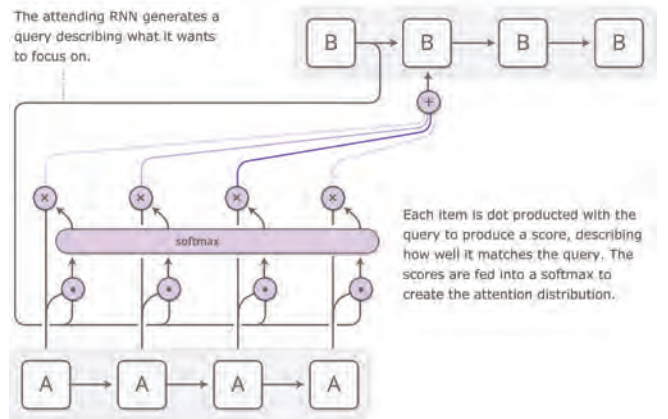 The attending RNN generates a
query describing what it wants
to focus on.
B B B B
+
× × × ×
softmax
Each item is dot producted with the
query to produce a score, describing
how well it matches the query. The
scores are fed into a softmax to
create the attention distribution.
A A A A